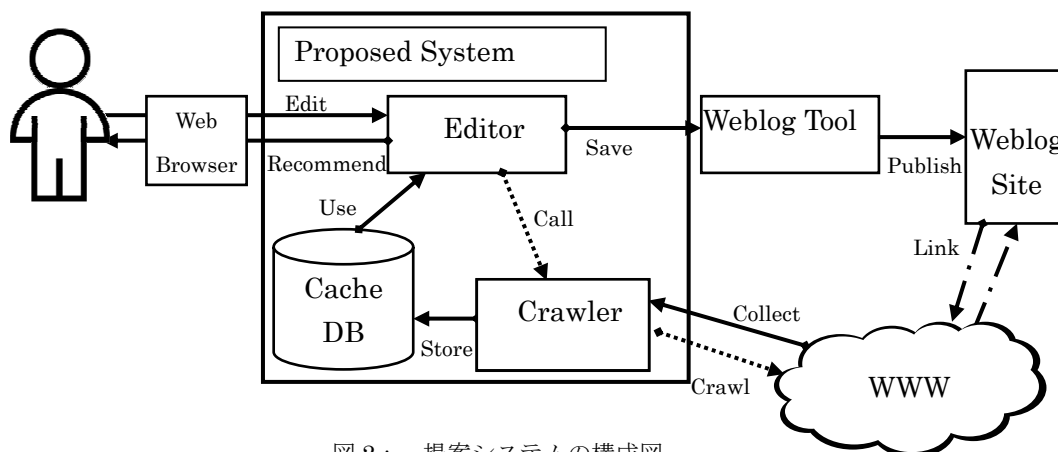 Proposed System
Web
Browser
Edit
Recommend
Editor
Save
Weblog Tool
Publish
Weblog
Site
Use
Call
Link
Cache
DB
Store
Crawler
Collect
Crawl
WWW
図 2： 提案システムの構成図